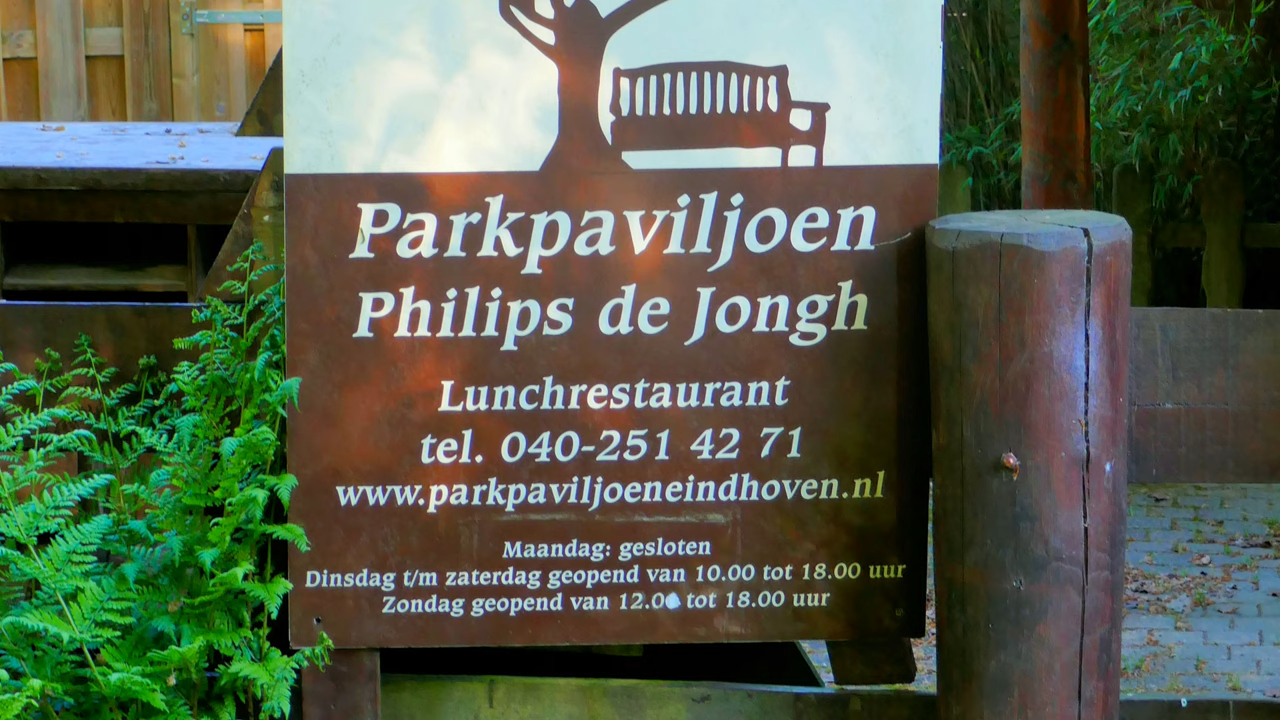 Parkpaviljoen
Philips de Jongh
Lunchrestaurant
tel. 040-251 42 71
www.parkpaviljoeneindhoven.nl
Maandag: gesloten
Dinsdag t/m zaterdag geopend van 10.00 tot 18.00 uur
Zondag geopend van 12.00 tot 18.00 uur